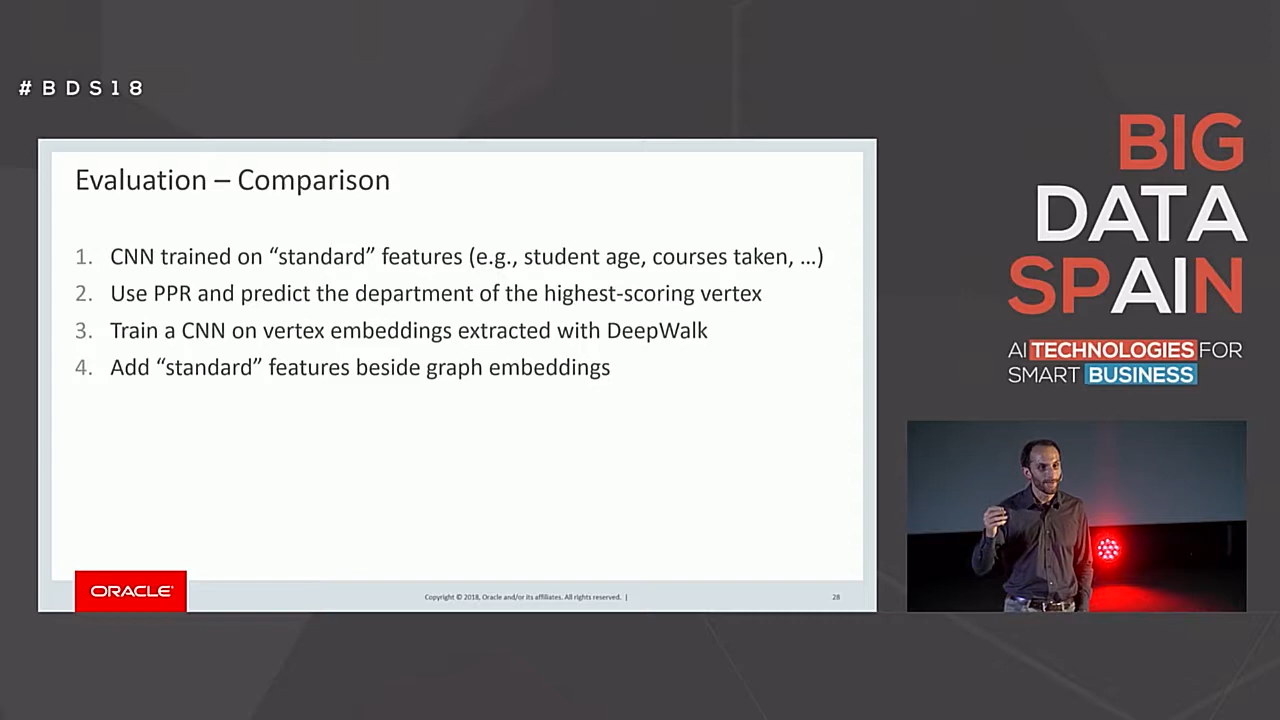 #BDS18
Evaluation – Comparison
1. CNN trained on “standard” features (e.g., student age, courses taken, …)
2. Use PPR and predict the department of the highest-scoring vertex
3. Train a CNN on vertex embeddings extracted with DeepWalk
4. Add “standard” features beside graph embeddings
ORACLE®
Copyright © 2018, Oracle and/or its affiliates. All rights reserved. |
28
BIG
DATA
SPAIN
AI TECHNOLOGIES FOR
SMART BUSINESS